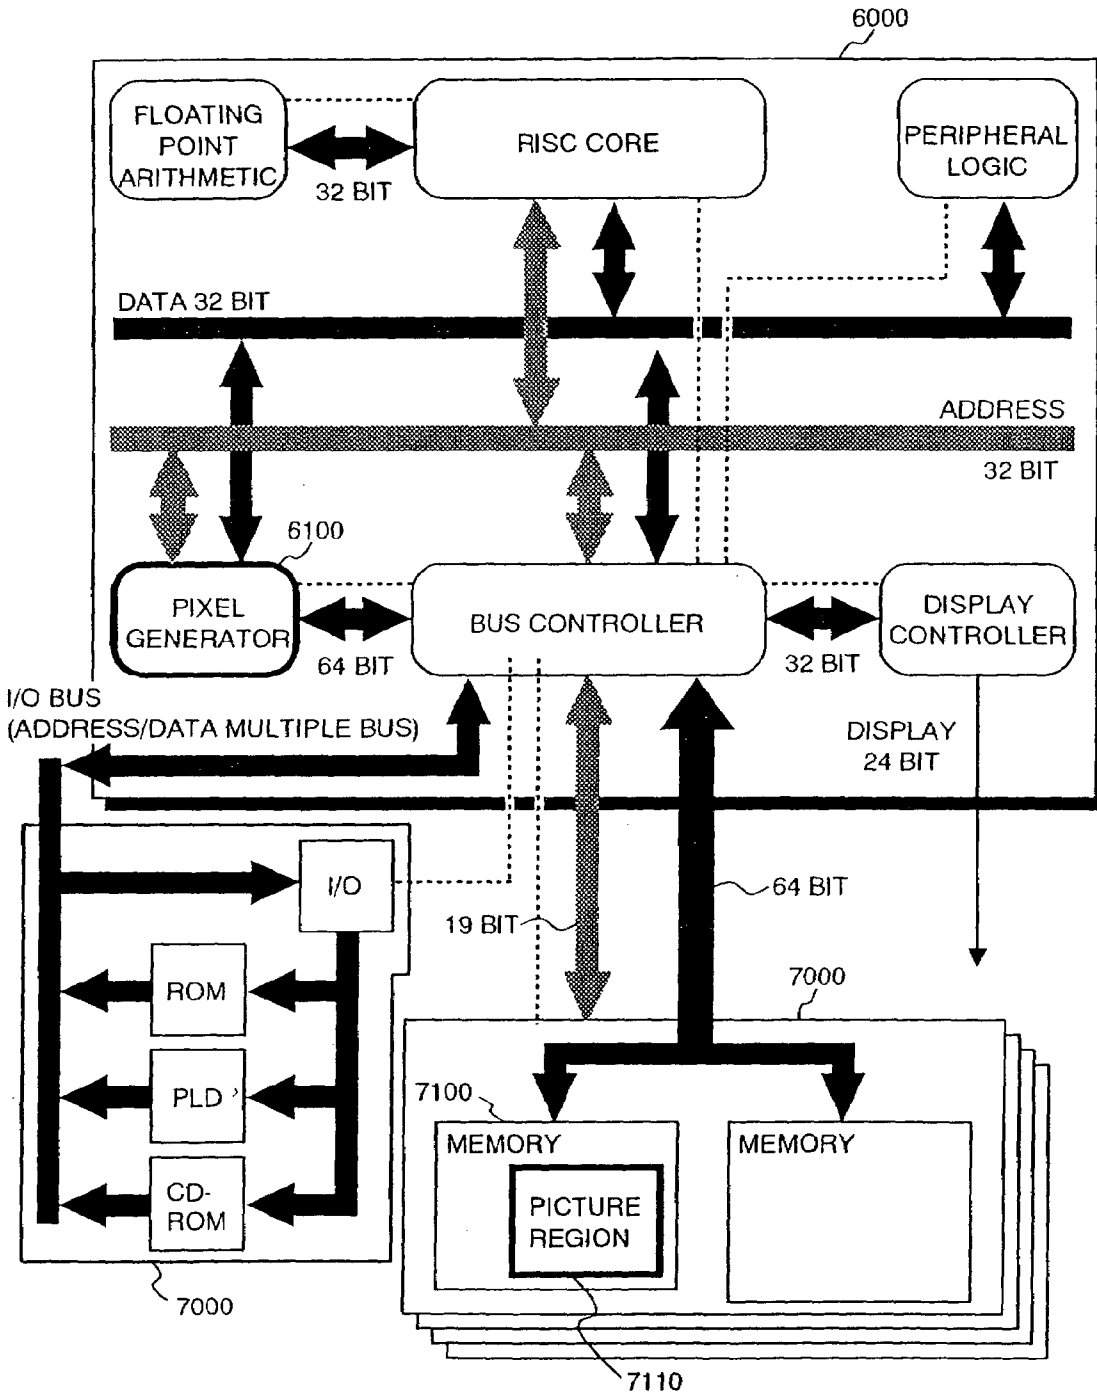 6000
FLOATING
POINT
ARITHMETIC
RISC CORE
PERIPHERAL
LOGIC
32 BIT
DATA 32 BIT
ADDRESS
32 BIT
6100
PIXEL
GENERATOR
64 BIT
BUS CONTROLLER
32 BIT
DISPLAY
CONTROLLER
I/O BUS
(ADDRESS/DATA MULTIPLE BUS)
DISPLAY
24 BIT
I/O
19 BIT
64 BIT
ROM
PLD
CD-
ROM
7000
7000
7100
MEMORY
PICTURE
REGION
MEMORY
7110